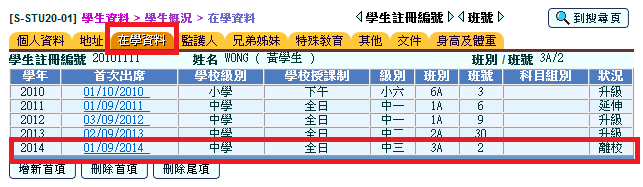 [S-STU20-01] 學生資料 > 學生概況 > 在學資料 學生註冊編號 班號 到搜尋頁
個人資料 地址 在學資料 監護人 兄弟姊妹 特殊教育 其他 文件 身高及體重
學生註冊編號 20101111 姓名 WONG ( 黃學生 ) 班別 / 班號 3A/2
學年 首次出席 學校級別 學校授課制 級別 班別 班號 科目組別 狀況
2010 01/10/2010 小學 下午 小六 6A 3 升級
2011 01/09/2011 中學 全日 中一 1A 6 延伸
2012 03/09/2012 中學 全日 中一 1A 9 升級
2013 02/09/2013 中學 全日 中二 2A 30 升級
2014 01/09/2014 中學 全日 中三 3A 2 離校
增新首項 刪除首項 刪除尾項